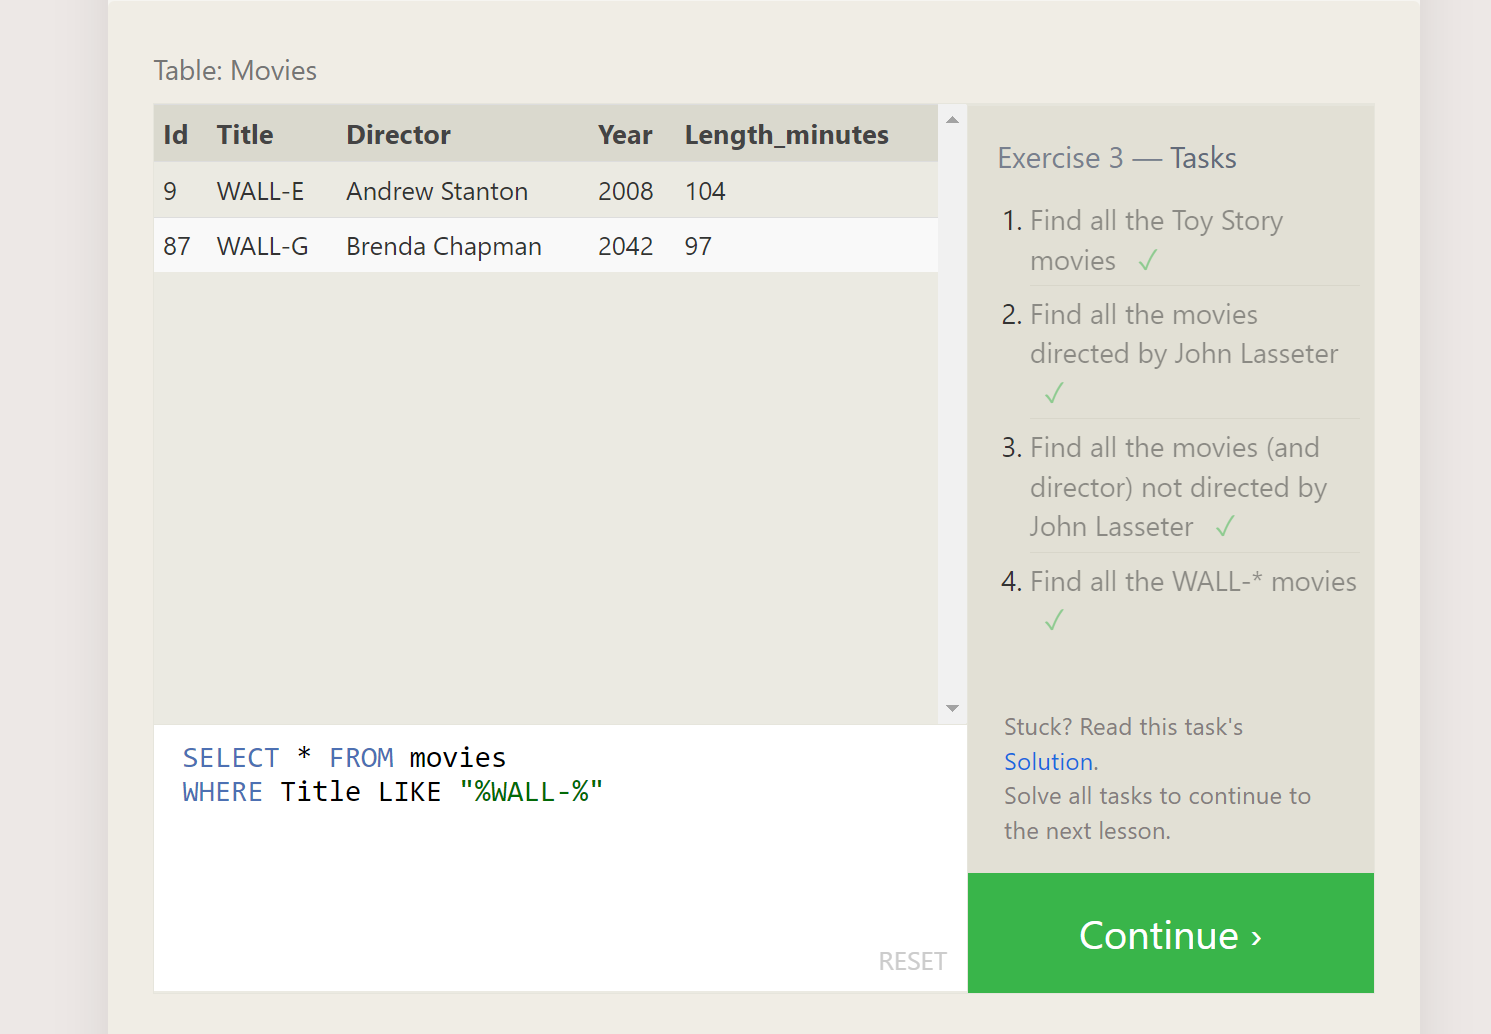 Table: Movies
Id Title Director Year Length_minutes
9 WALL-E Andrew Stanton 2008 104
87 WALL-G Brenda Chapman 2042 97
SELECT * FROM movies
WHERE Title LIKE "%WALL-%"
RESET
Exercise 3 — Tasks
1. Find all the Toy Story
movies ✓
2. Find all the movies
directed by John Lasseter
✓
3. Find all the movies (and
director) not directed by
John Lasseter ✓
4. Find all the WALL-* movies
✓
Stuck? Read this task's
Solution.
Solve all tasks to continue to
the next lesson.
Continue ›